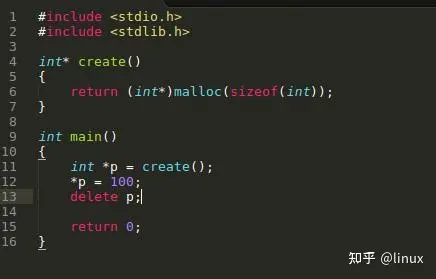 1 #include <stdio.h>
2 #include <stdlib.h>
3
4 int* create()
5 {
6     return (int*)malloc(sizeof(int));
7 }
8
9 int main()
10 {
11     int *p = create();
12     *p = 100;
13     delete p;
14
15     return 0;
16 }
知乎 @linux